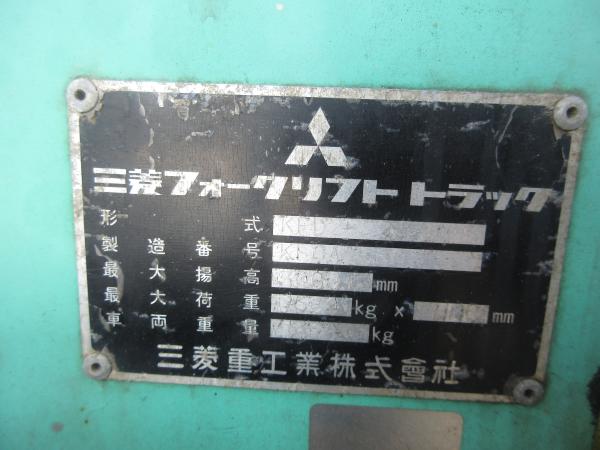 三菱フォークリフトトラック
形式
製造番号
最大揚高 mm
最大荷重 kg x mm
車両重量 kg
三菱重工業株式會社